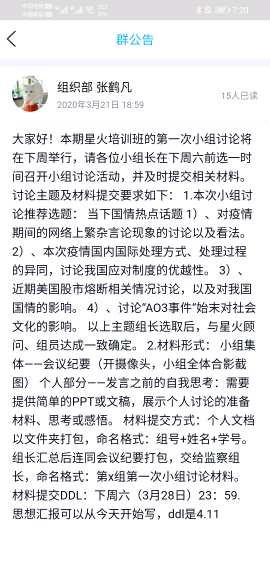 中国电信
中国移动
7:20
群公告
组织部 张鹤凡
2020年3月21日 18:59
15人已读
大家好！本期星火培训班的第一次小组讨论将
在下周举行，请各位小组长在下周六前选一时
间召开小组讨论活动，并及时提交相关材料。
讨论主题及材料提交要求如下： 1.本次小组讨
论推荐选题： 当下国情热点话题 1）、对疫情
期间的网络上繁杂言论现象的讨论以及看法。
2）、本次疫情国内国际处理方式、处理过程
的异同，讨论我国应对制度的优越性。 3）、
近期美国股市熔断相关情况讨论，以及对我国
国情的影响。 4）、讨论“AO3事件”始末对社会
文化的影响。 以上主题组长选取后，与星火顾
问、组员达成一致确定。 2.材料形式： 小组集
体——会议纪要（开摄像头，小组全体合影截
图） 个人部分——发言之前的自我思考：需要
提供简单的PPT或文稿，展示个人讨论的准备
材料、思考或感悟。 材料提交方式：个人文档
以文件夹打包，命名格式：组号+姓名+学号。
组长汇总后连同会议纪要打包，交给监察组
长，命名格式：第x组第一次小组讨论材料。
材料提交DDL：下周六（3月28日）23：59.
思想汇报可以从今天开始写，ddl是4.11